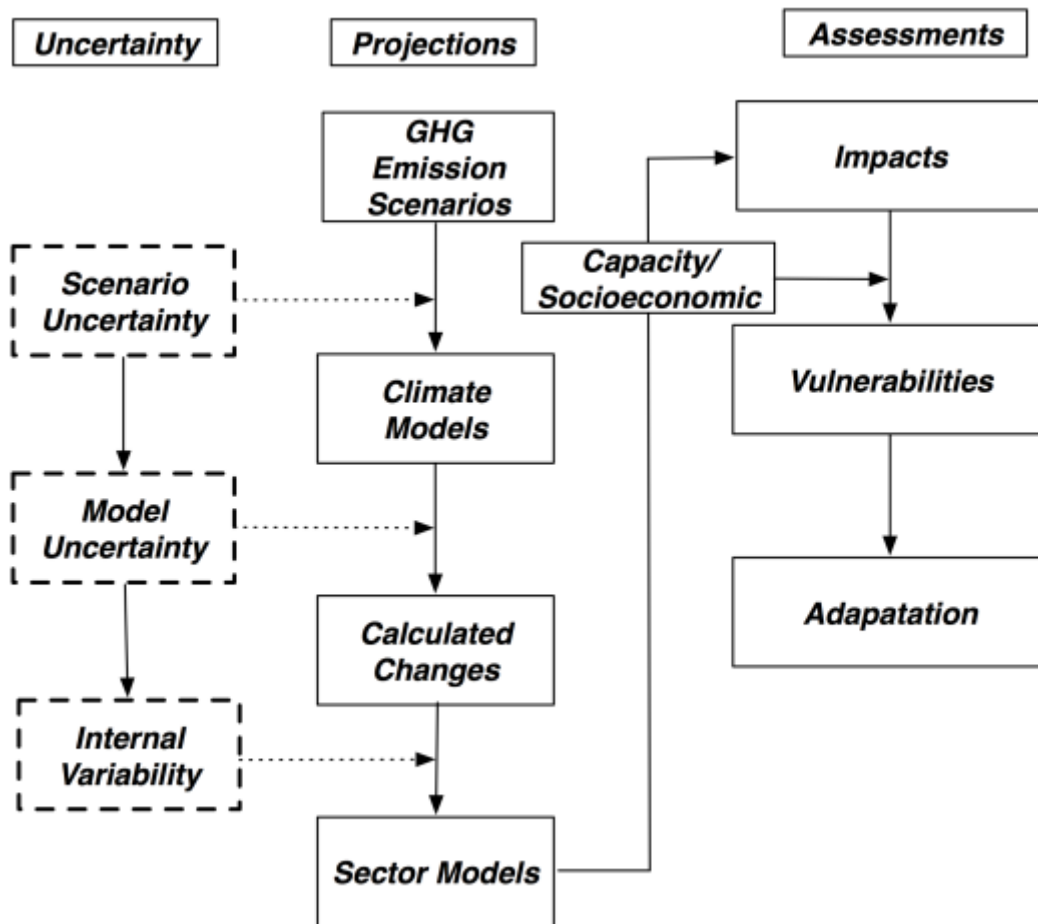 Uncertainty
Projections
Assessments
GHG
Emission
Scenarios
Impacts
Scenario
Uncertainty
Capacity/
Socioeconomic
Climate
Models
Vulnerabilities
Model
Uncertainty
Calculated
Changes
Adapatation
Internal
Variability
Sector Models